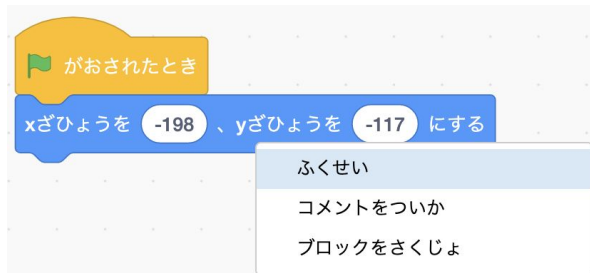 がおされたとき
xざひょうを -198 、yざひょうを -117 にする
ふくせい
コメントをついか
ブロックをさくじょ